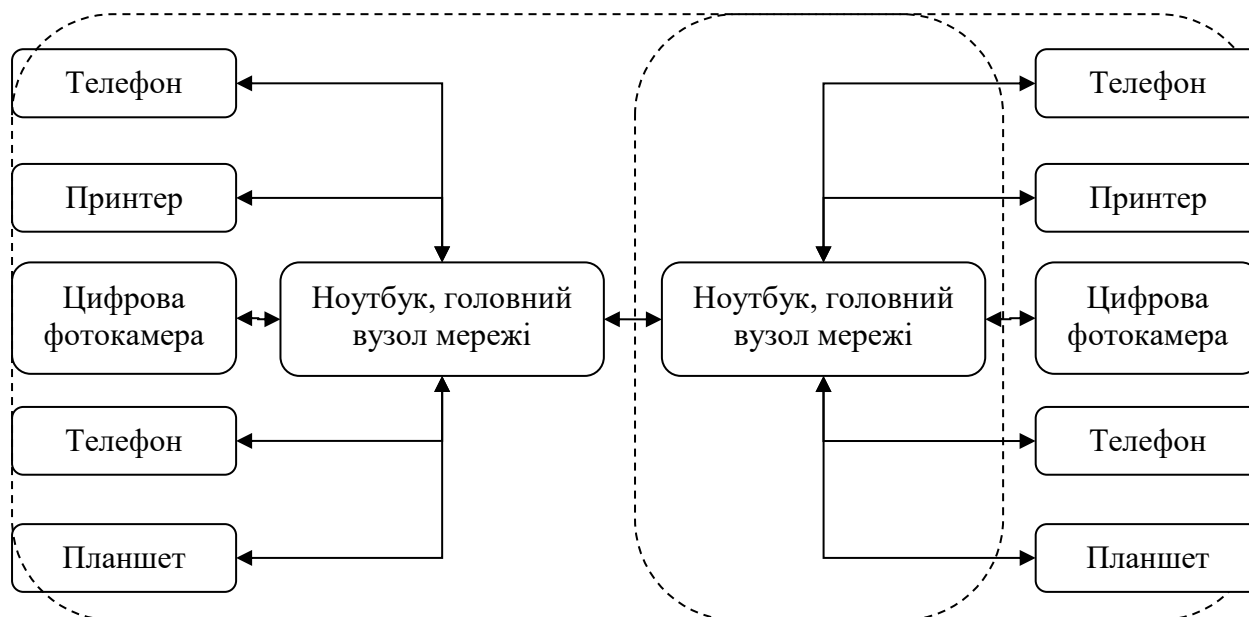 Телефон
Телефон
Принтер
Принтер
Цифрова
фотокамера
Ноутбук, головний
вузол мережі
Ноутбук, головний
вузол мережі
Цифрова
фотокамера
Телефон
Телефон
Планшет
Планшет